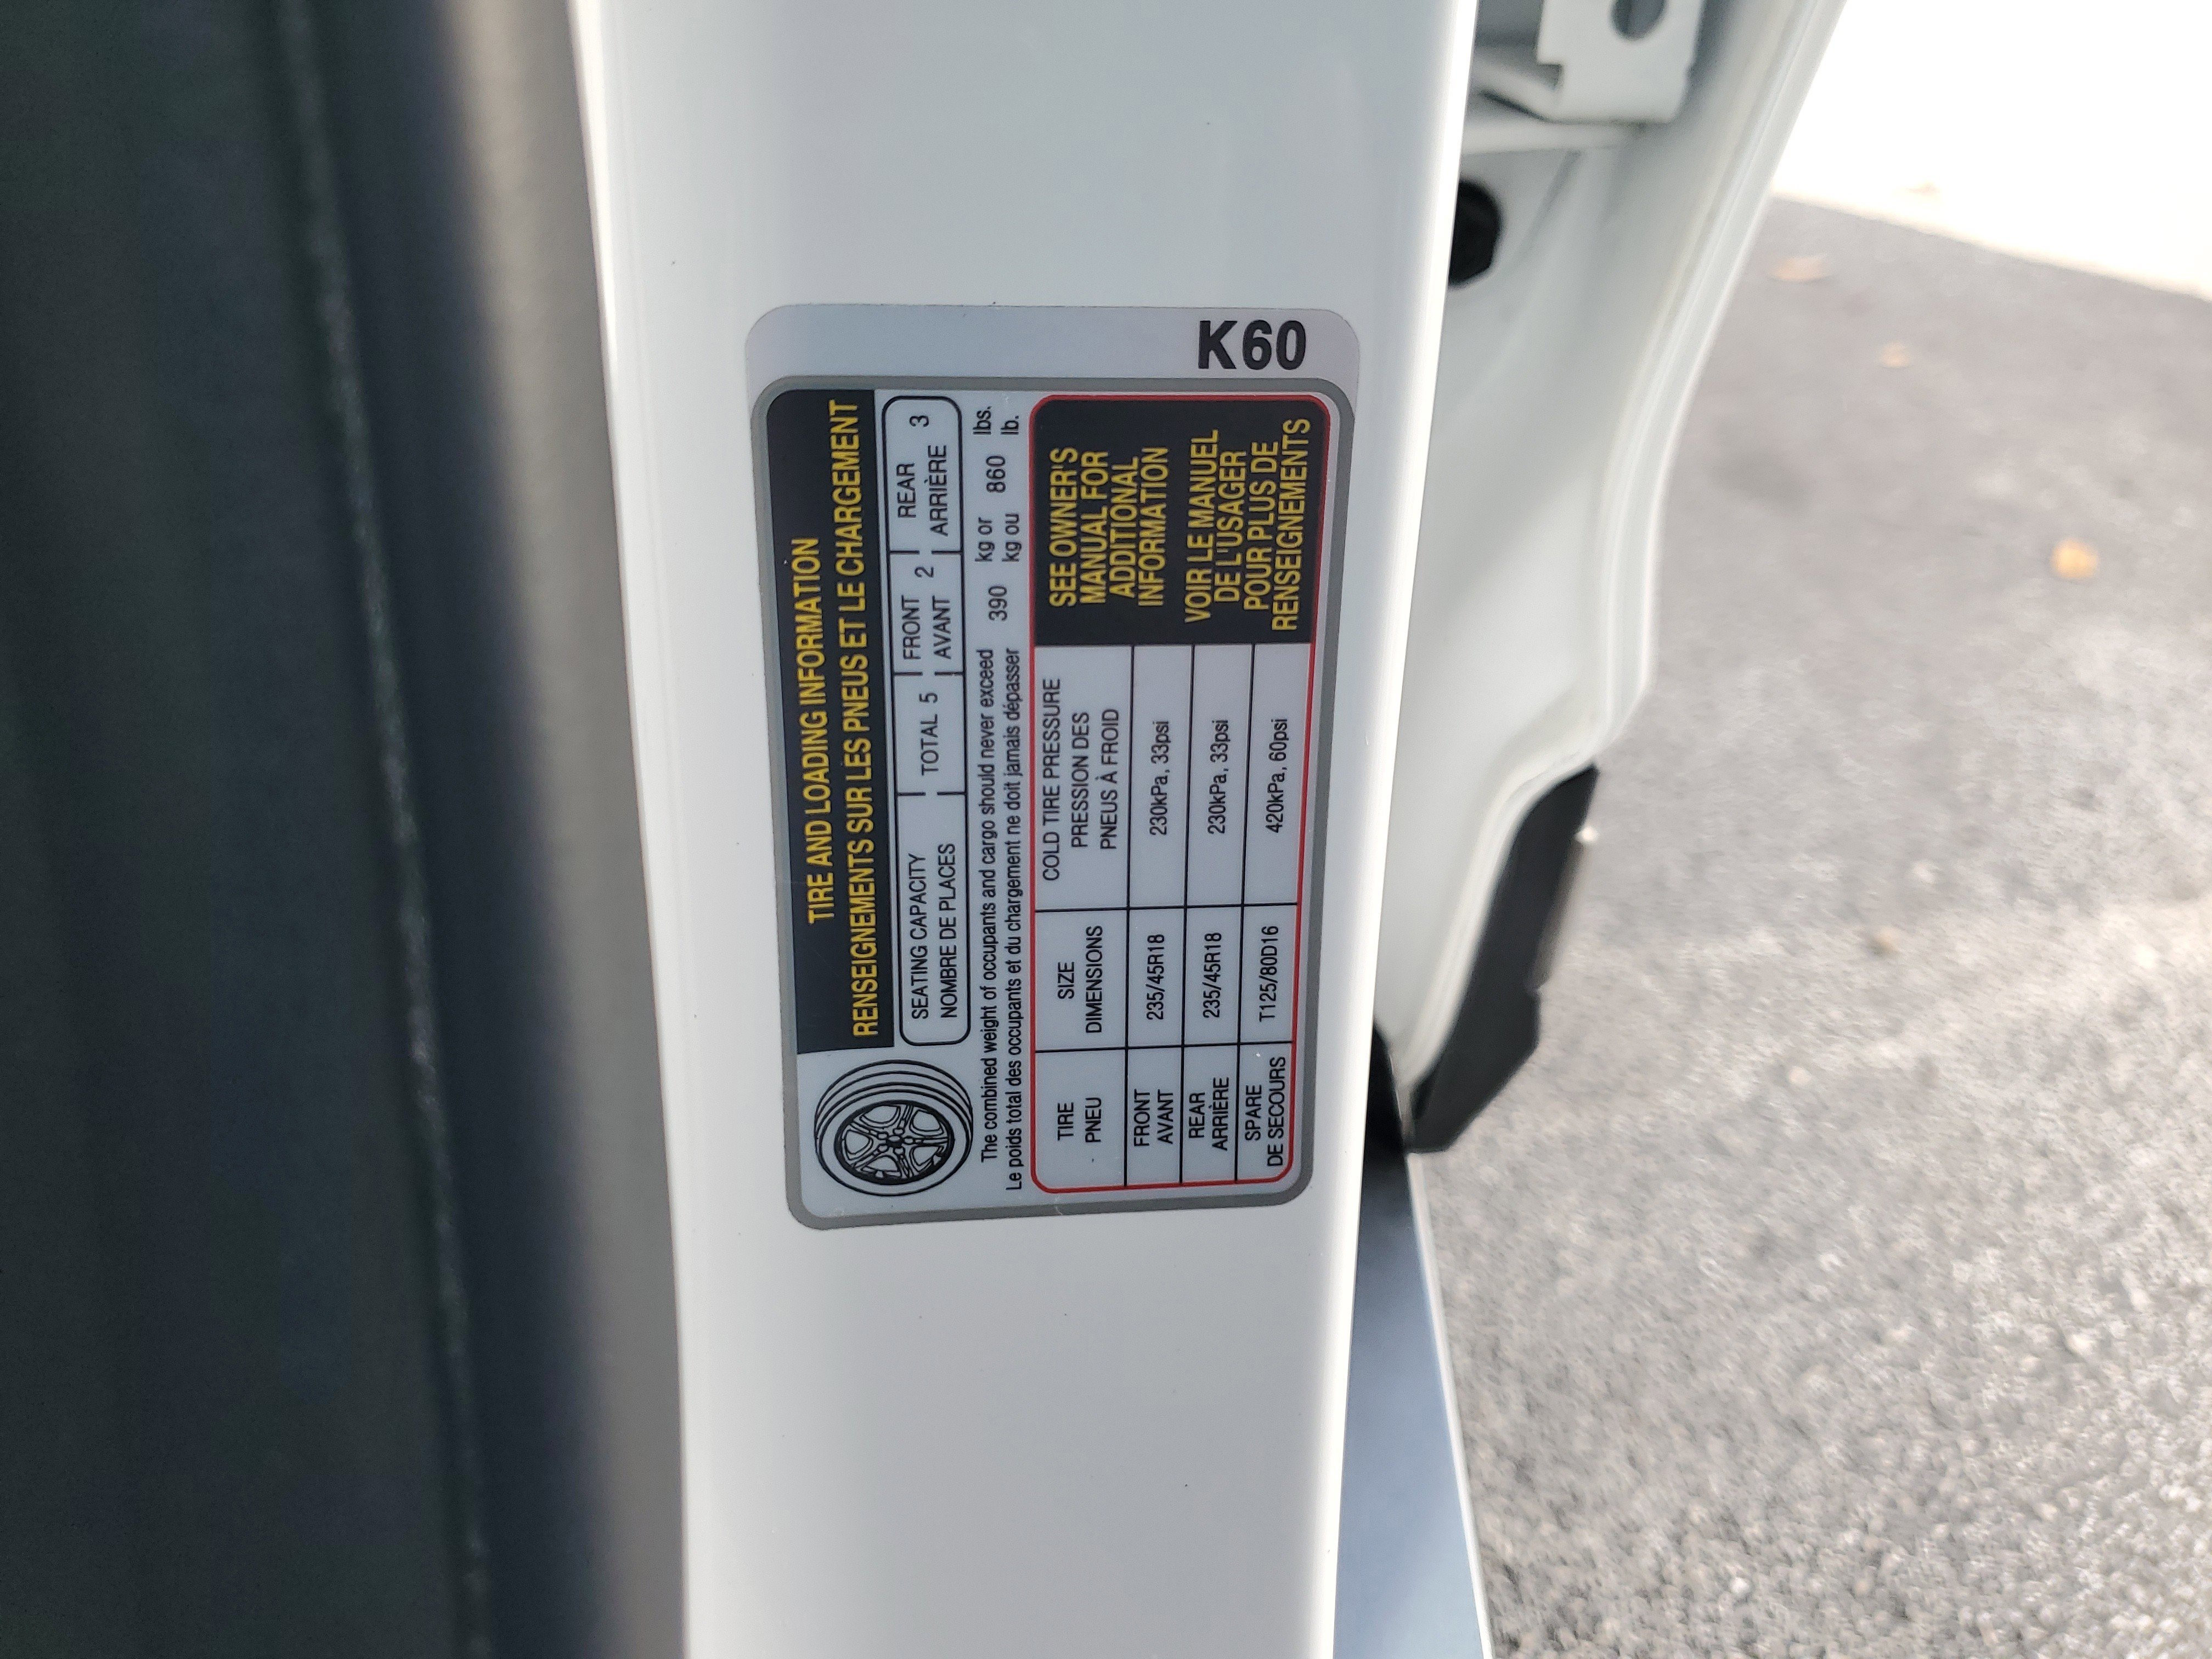 K60
TIRE AND LOADING INFORMATION
RENSEIGNEMENTS SUR LES PNEUS ET LE CHARGEMENT
SEATING CAPACITY
NOMBRE DE PLACES
TOTAL 5
FRONT
AVANT 2
REAR
ARRIÈRE 3
The combined weight of occupants and cargo should never exceed 390 kg or 860 lbs.
Le poids total des occupants et du chargement ne doit jamais dépasser kg ou lb.
TIRE
PNEU
SIZE
DIMENSIONS
COLD TIRE PRESSURE
PRESSION DES
PNEUS À FROID
FRONT
AVANT
235/45R18
230kPa, 33psi
REAR
ARRIÈRE
235/45R18
230kPa, 33psi
SPARE
DE SECOURS
T125/80D16
420kPa, 60psi
SEE OWNER'S
MANUAL FOR
ADDITIONAL
INFORMATION
VOIR LE MANUEL
DE L'USAGER
POUR PLUS DE
RENSEIGNEMENTS